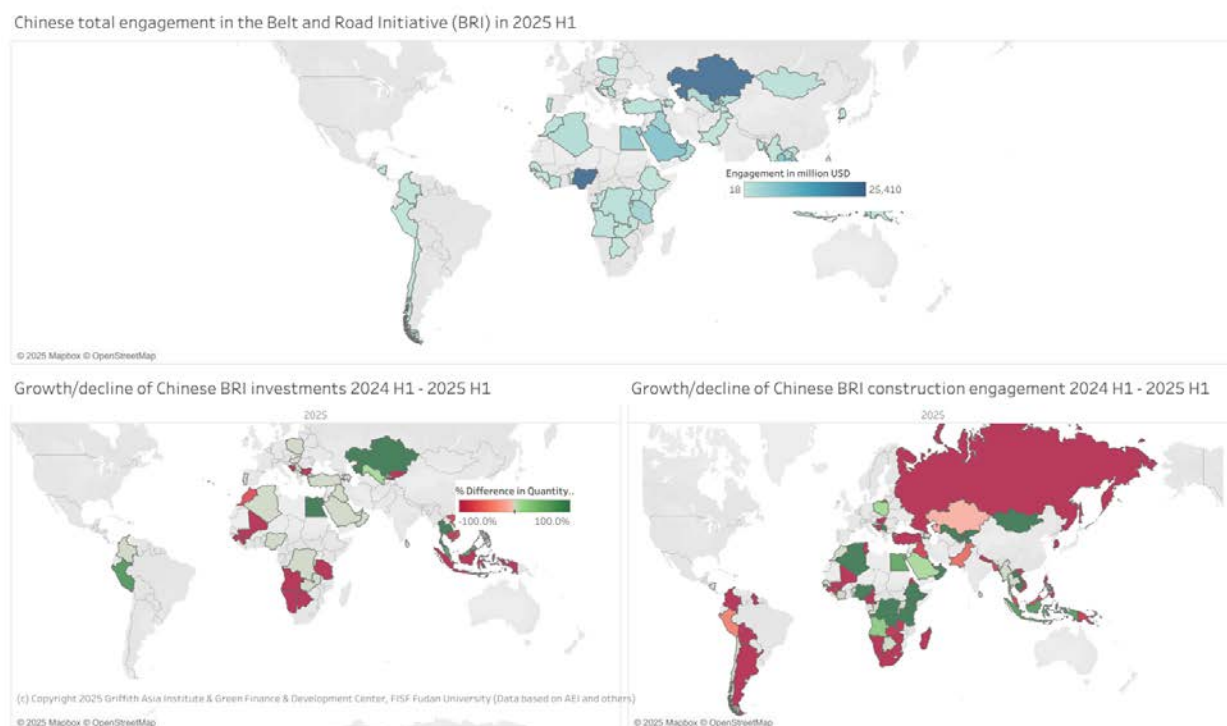 Chinese total engagement in the Belt and Road Initiative (BRI) in 2025 H1
Engagement in million USD
18
25,410
© 2025 Mapbox © OpenStreetMap
Growth/decline of Chinese BRI investments 2024 H1 - 2025 H1
2025
% Difference in Quantity..
-100.0%
100.0%
(c) Copyright 2025 Griffith Asia Institute & Green Finance & Development Center, FISF Fudan University (Data based on AEI and others)
© 2025 Mapbox © OpenStreetMap
Growth/decline of Chinese BRI construction engagement 2024 H1 - 2025 H1
2025
© 2025 Mapbox © OpenStreetMap